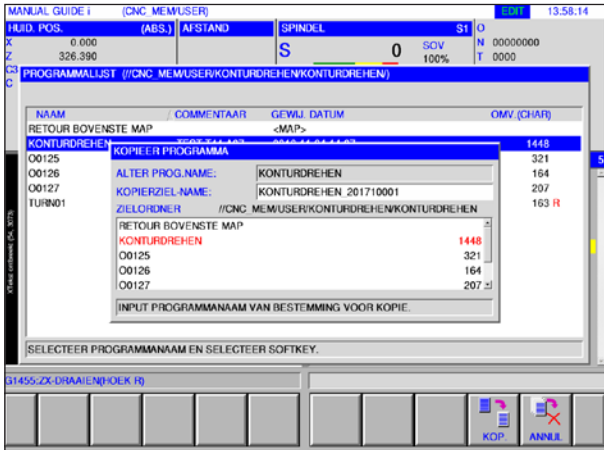 MANUAL GUIDE i (CNC_MEM/USER) EDIT 13:58:14
HUID. POS. (ABS.) AFSTAND SPINDEL S1 O
X 0.000 S 0 SOV N 00000000
Z 326.390 100% T 0000
C3
C
PROGRAMMALIJST (//CNC_MEM/USER/KONTURDREHEN/KONTURDREHEN/)
NAAM / COMMENTAAR GEWIJ. DATUM OMV.(CHAR)
RETOUR BOVENSTE MAP <MAP>
KONTURDREHEN 1448
O0125 321
O0126 164
O0127 207
TURN01 163 R
KOPIEER PROGRAMMA
ALTER PROG.NAME: KONTURDREHEN
KOPIERZIEL-NAME: KONTURDREHEN_201710001
ZIELORDNER //CNC_MEM/USER/KONTURDREHEN/KONTURDREHEN
RETOUR BOVENSTE MAP
KONTURDREHEN 1448
O0125 321
O0126 164
O0127 207
INPUT PROGRAMMANAAM VAN BESTEMMING VOOR KOPIE.
SELECTEER PROGRAMMANAAM EN SELECTEER SOFTKEY.
G1455:ZX-DRAAIEN(HOEK R)
KOP. ANNUL